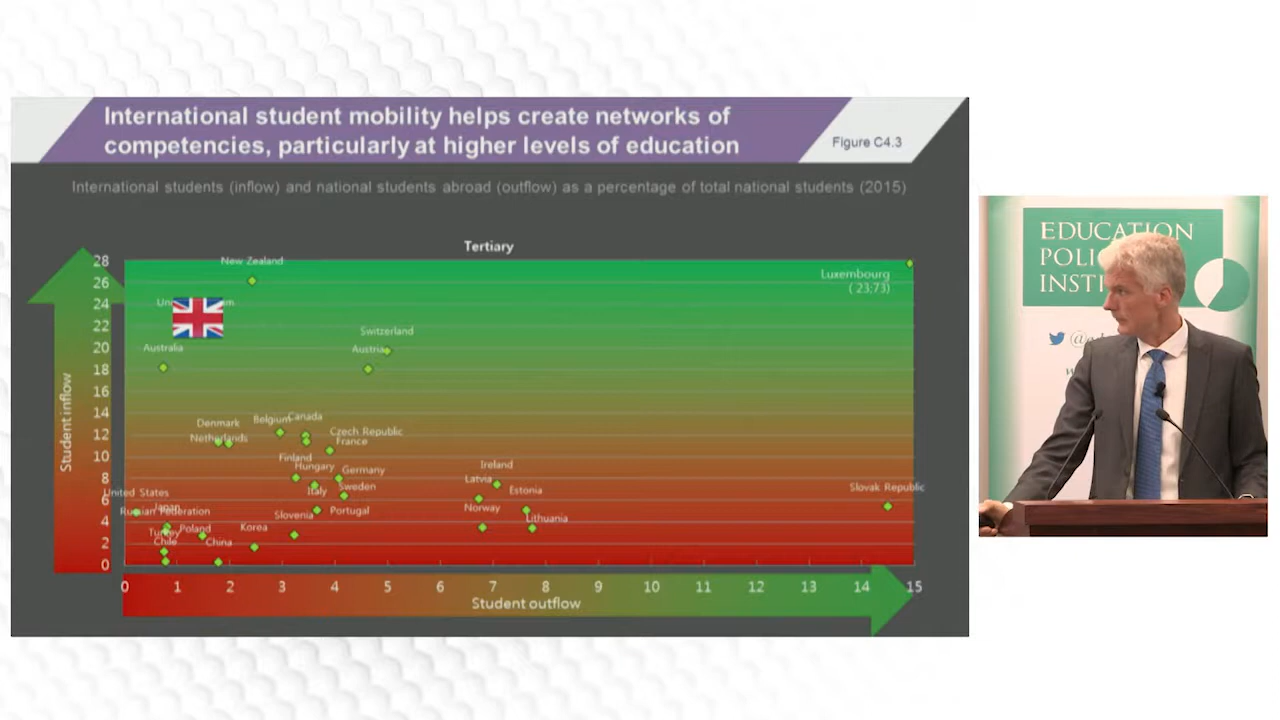 International student mobility helps create networks of
competencies, particularly at higher levels of education
Figure C4.3
International students (inflow) and national students abroad (outflow) as a percentage of total national students (2015)
Tertiary
Student inflow
28
26
24
22
20
18
16
14
12
10
8
6
4
2
0
New Zealand
Luxembourg
( 23;73)
Switzerland
Australia
Austria
Denmark
Belgium
Canada
Netherlands
Czech Republic
France
Finland
Hungary
Germany
Ireland
Italy
Sweden
Latvia
Estonia
Slovak Republic
United States
Japan
Russian Federation
Slovenia
Portugal
Norway
Lithuania
Turkey
Poland
Korea
Chile
China
0 1 2 3 4 5 6 7 8 9 10 11 12 13 14 15
Student outflow
EDUCATION